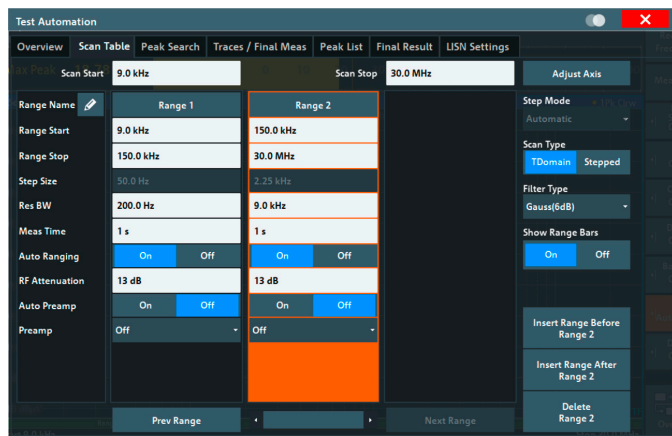 Test Automation
Overview Scan Table Peak Search Traces / Final Meas Peak List Final Result LISN Settings
Scan Start 9.0 kHz Scan Stop 30.0 MHz Adjust Axis
Range Name Range 1 Range 2
Range Start 9.0 kHz 150.0 kHz
Range Stop 150.0 kHz 30.0 MHz
Step Size 50.0 Hz 2.25 kHz
Res BW 200.0 Hz 9.0 kHz
Meas Time 1 s 1 s
Auto Ranging On Off On Off
RF Attenuation 13 dB 13 dB
Auto Preamp On Off On Off
Preamp Off Off
Step Mode
Automatic
Scan Type
TDomain Stepped
Filter Type
Gauss(6dB)
Show Range Bars
On Off
Insert Range Before
Range 2
Insert Range After
Range 2
Delete
Range 2
Prev Range Next Range